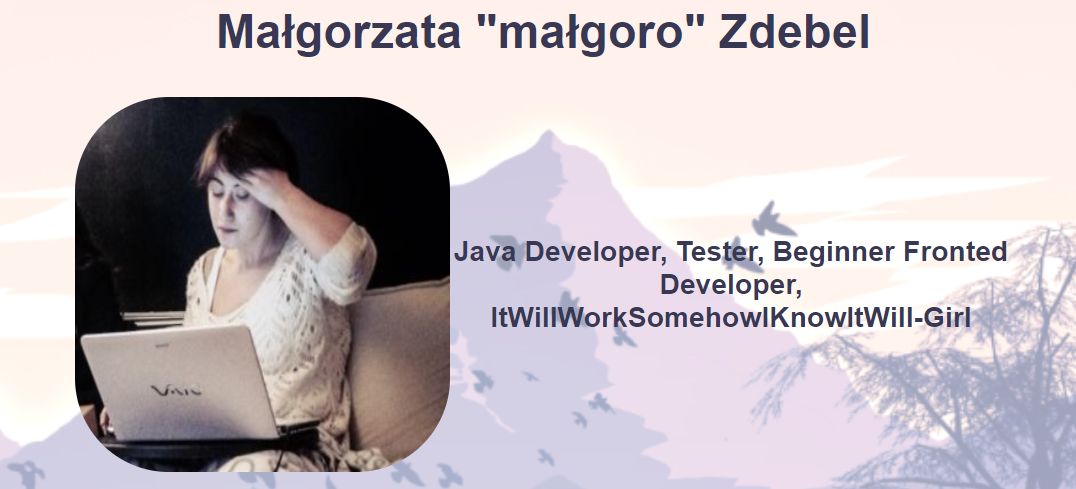 Małgorzata "małgoro" Zdebel
Java Developer, Tester, Beginner Fronted
Developer,
ItWillWorkSomehowIKnowItWill-Girl
VAIO